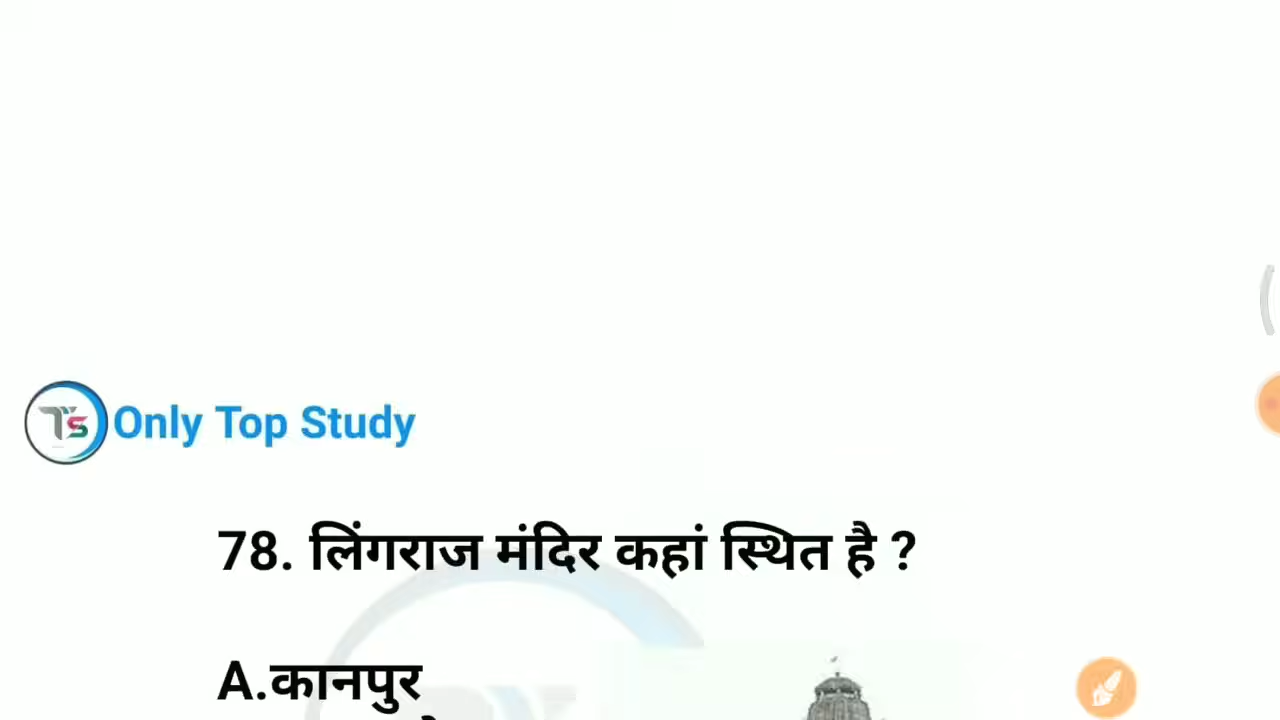 Only Top Study
78. लिंगराज मंदिर कहां स्थित है ?
A.कानपुर